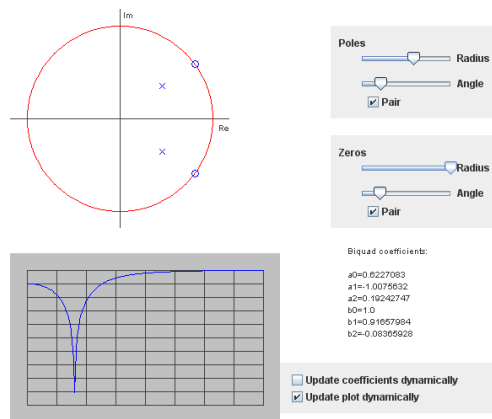 Im
Re
Poles
Radius
Angle
Pair
Zeros
Radius
Angle
Pair
Biquad coefficients:
a0=0.6227083
a1=-1.0075632
a2=0.19242747
b0=1.0
b1=0.91657984
b2=-0.08365928
Update coefficients dynamically
Update plot dynamically